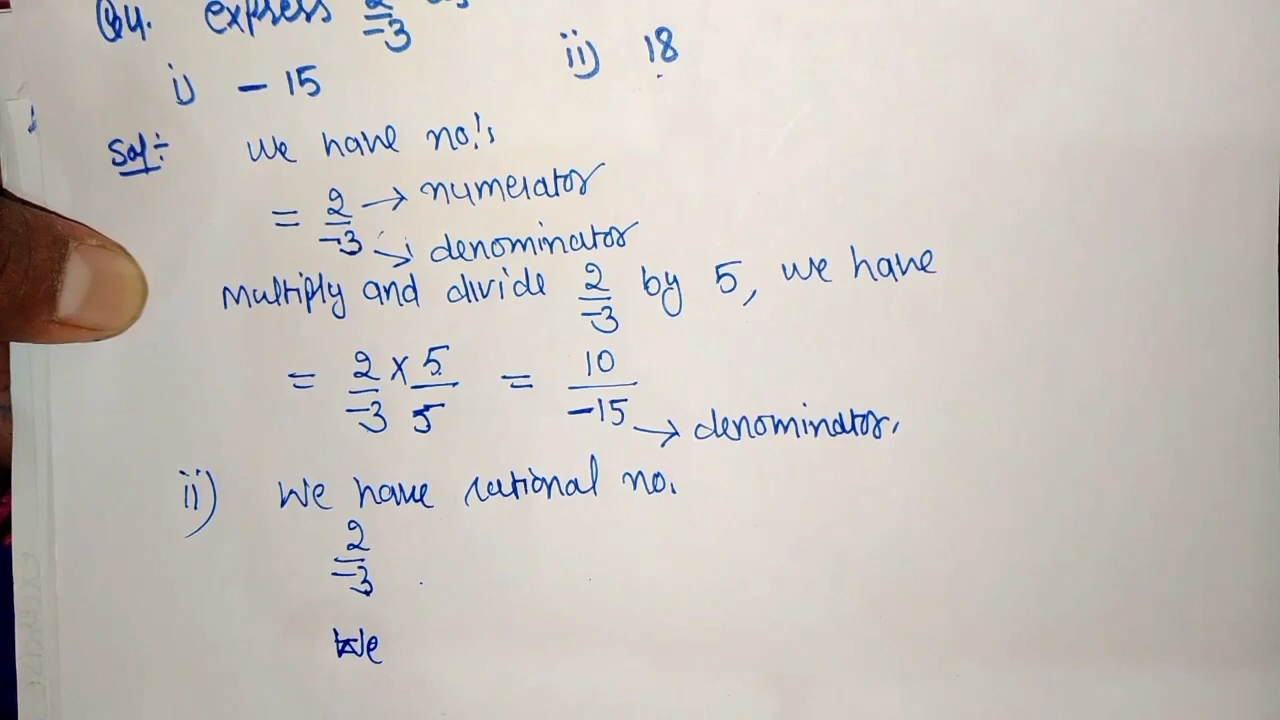 Q4. express 2/-3
i) - 15 ii) 18
Sol:- We have no!s
= 2/-3 → numerator
→ denominator
Multiply and divide 2/-3 by 5, we have
= 2/-3 × 5/5 = 10/-15 → denominator.
ii) We have rational no.
2/-3
We